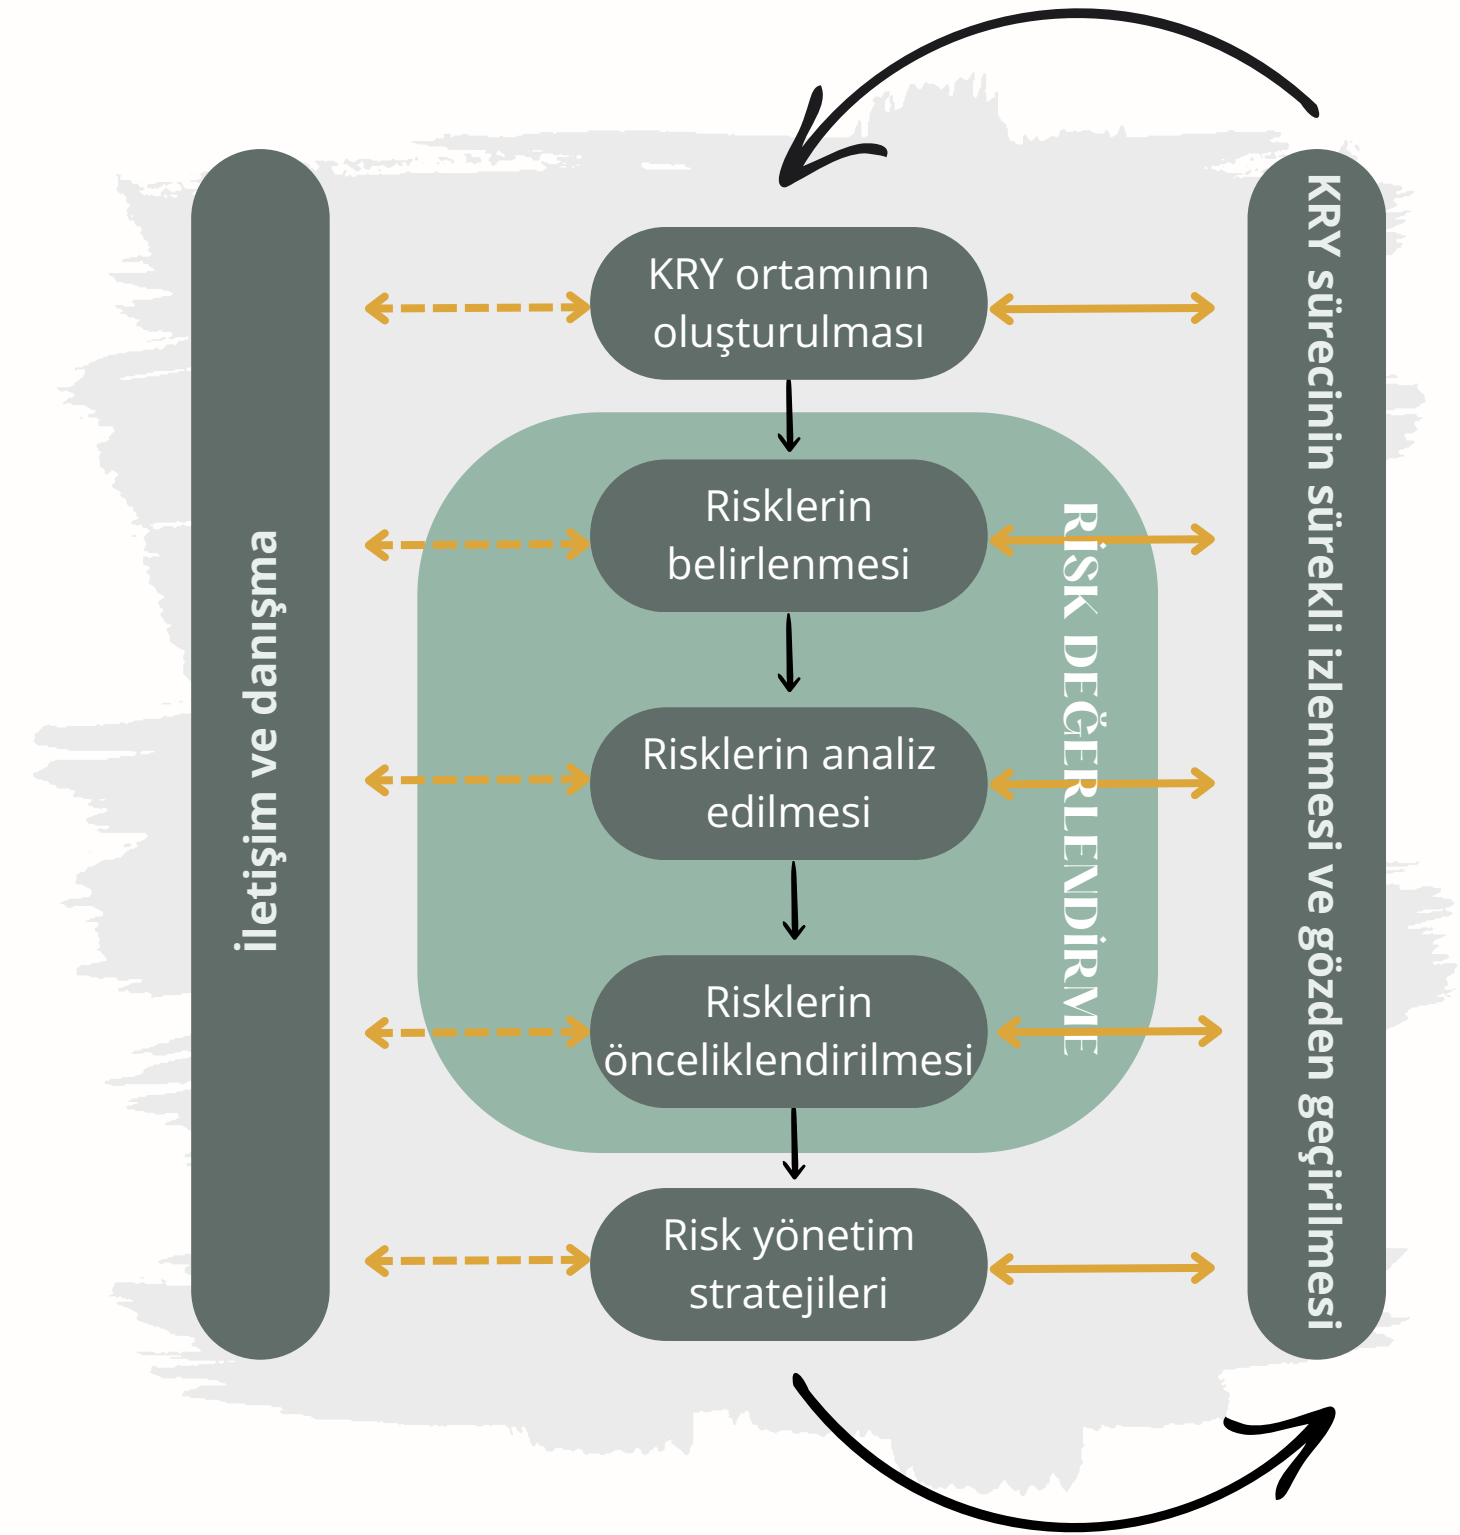 İletişim ve danışma
KRY ortamının
oluşturulması
Risklerin
belirlenmesi
Risklerin analiz
edilmesi
Risklerin
önceliklendirilmesi
Risk yönetim
stratejileri
RİSK DEĞERLENDİRME
KRY sürecinin sürekli izlenmesi ve gözden geçirilmesi